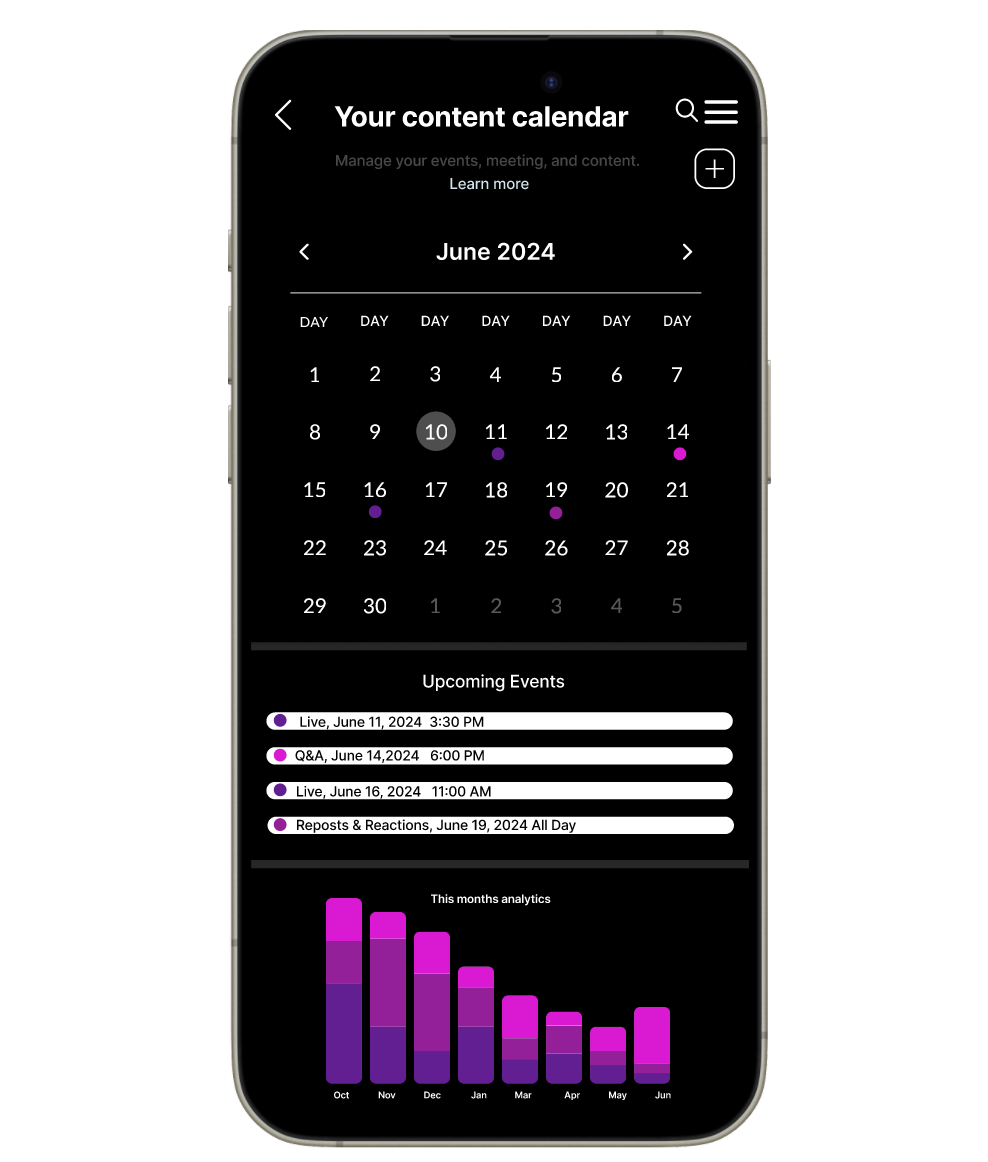 Your content calendar
Manage your events, meeting, and content.
Learn more
June 2024
DAY DAY DAY DAY DAY DAY DAY
1 2 3 4 5 6 7
8 9 10 11 12 13 14
15 16 17 18 19 20 21
22 23 24 25 26 27 28
29 30 1 2 3 4 5
Upcoming Events
Live, June 11, 2024 3:30 PM
Q&A, June 14,2024 6:00 PM
Live, June 16, 2024 11:00 AM
Reposts & Reactions, June 19, 2024 All Day
This months analytics
Oct Nov Dec Jan Mar Apr May Jun